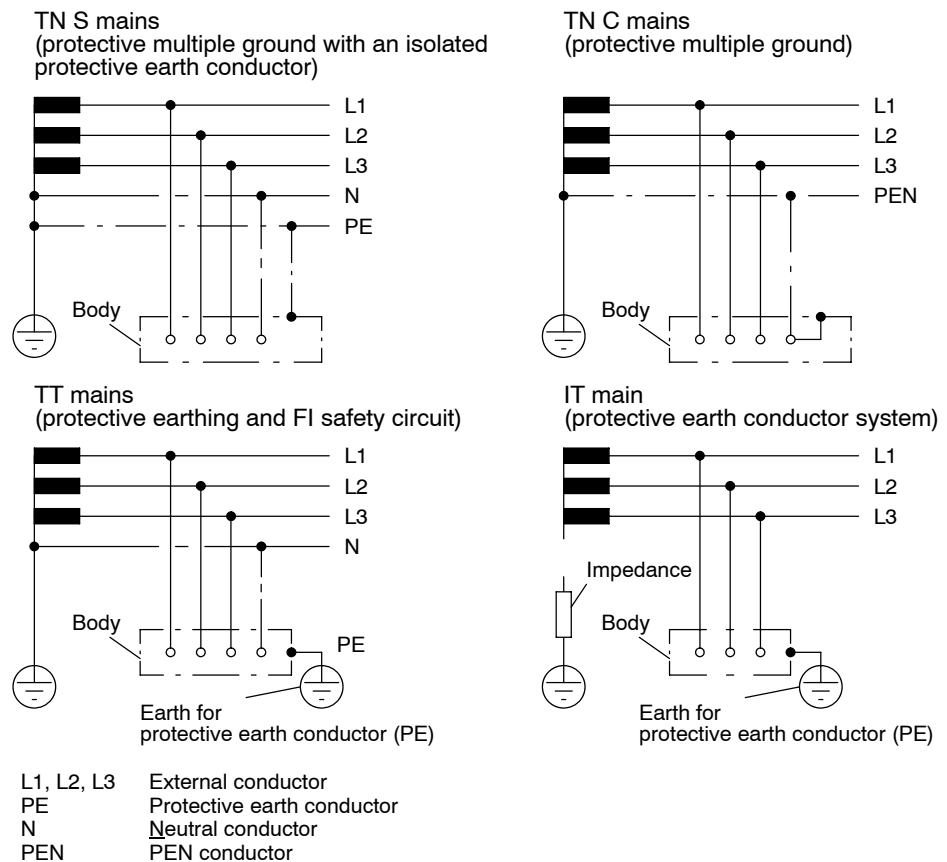 TN S mains
(protective multiple ground with an isolated
protective earth conductor)
L1
L2
L3
N
PE
Body
TN C mains
(protective multiple ground)
L1
L2
L3
PEN
Body
TT mains
(protective earthing and FI safety circuit)
L1
L2
L3
N
Body
PE
Earth for
protective earth conductor (PE)
IT main
(protective earth conductor system)
L1
L2
L3
Impedance
Body
Earth for
protective earth conductor (PE)
L1, L2, L3 External conductor
PE Protective earth conductor
N Neutral conductor
PEN PEN conductor